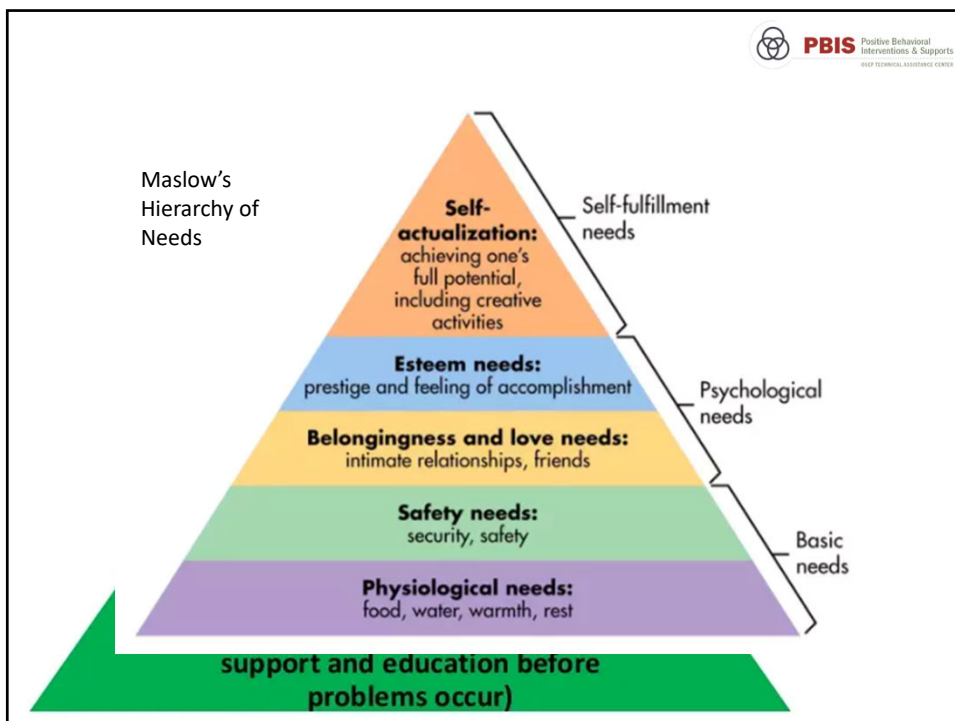 PBIS
Positive Behavioral
Interventions & Supports
OSEP TECHNICAL ASSISTANCE CENTER
Maslow's
Hierarchy of
Needs
Self-
actualization:
achieving one's
full potential,
including creative
activities
Self-fulfillment
needs
Esteem needs:
prestige and feeling of accomplishment
Psychological
needs
Belongingness and love needs:
intimate relationships, friends
Safety needs:
security, safety
Basic
needs
Physiological needs:
food, water, warmth, rest
support and education before
problems occur)